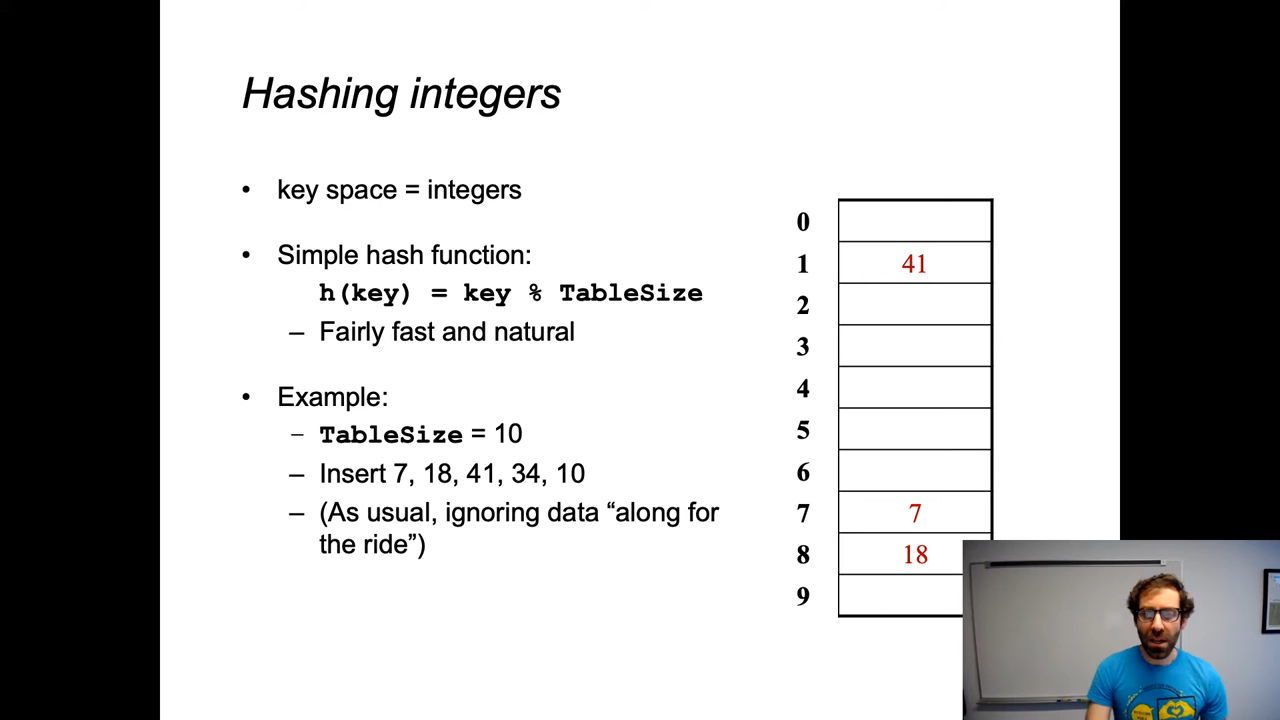 Hashing integers
• key space = integers
• Simple hash function:
h(key) = key % TableSize
– Fairly fast and natural
• Example:
– TableSize = 10
– Insert 7, 18, 41, 34, 10
– (As usual, ignoring data “along for
the ride”)
0
1 41
2
3
4
5
6
7 7
8 18
9